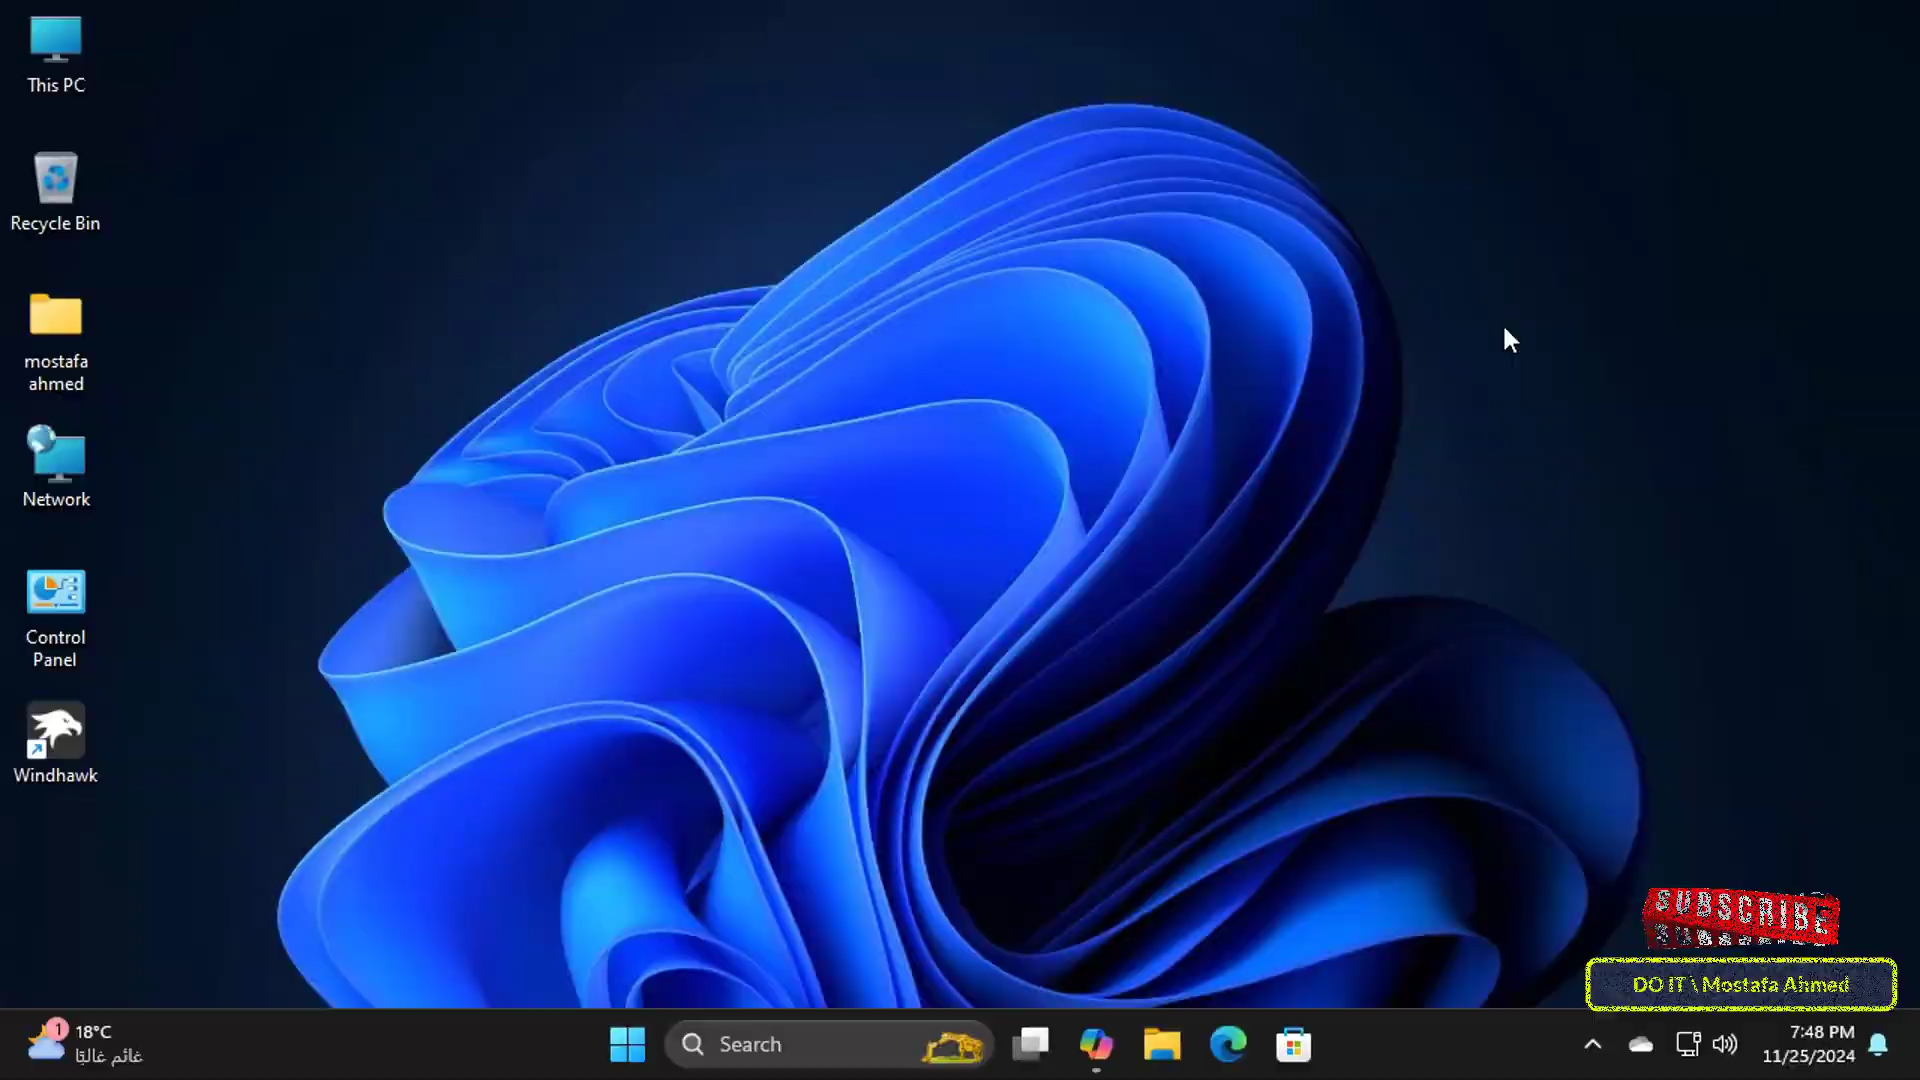 This PC
Recycle Bin
mostafa
ahmed
Network
Control
Panel
Windhawk
SUBSCRIBE
DO IT \ Mostafa Ahmed
1
18°C
غائم غالبًا
Search
7:48 PM
11/25/2024